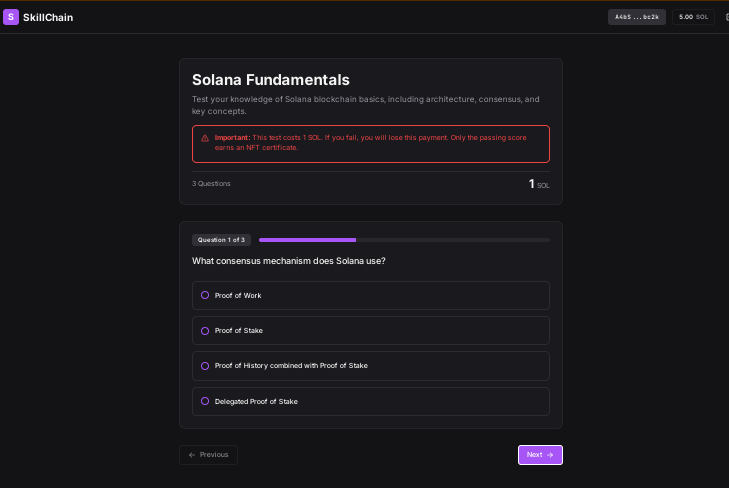 S SkillChain
A4bS...bc2k
5.00 SOL
Solana Fundamentals
Test your knowledge of Solana blockchain basics, including architecture, consensus, and
key concepts.
Important: This test costs 1 SOL. If you fail, you will lose this payment. Only the passing score
earns an NFT certificate.
3 Questions
1 SOL
Question 1 of 3
What consensus mechanism does Solana use?
Proof of Work
Proof of Stake
Proof of History combined with Proof of Stake
Delegated Proof of Stake
← Previous
Next →